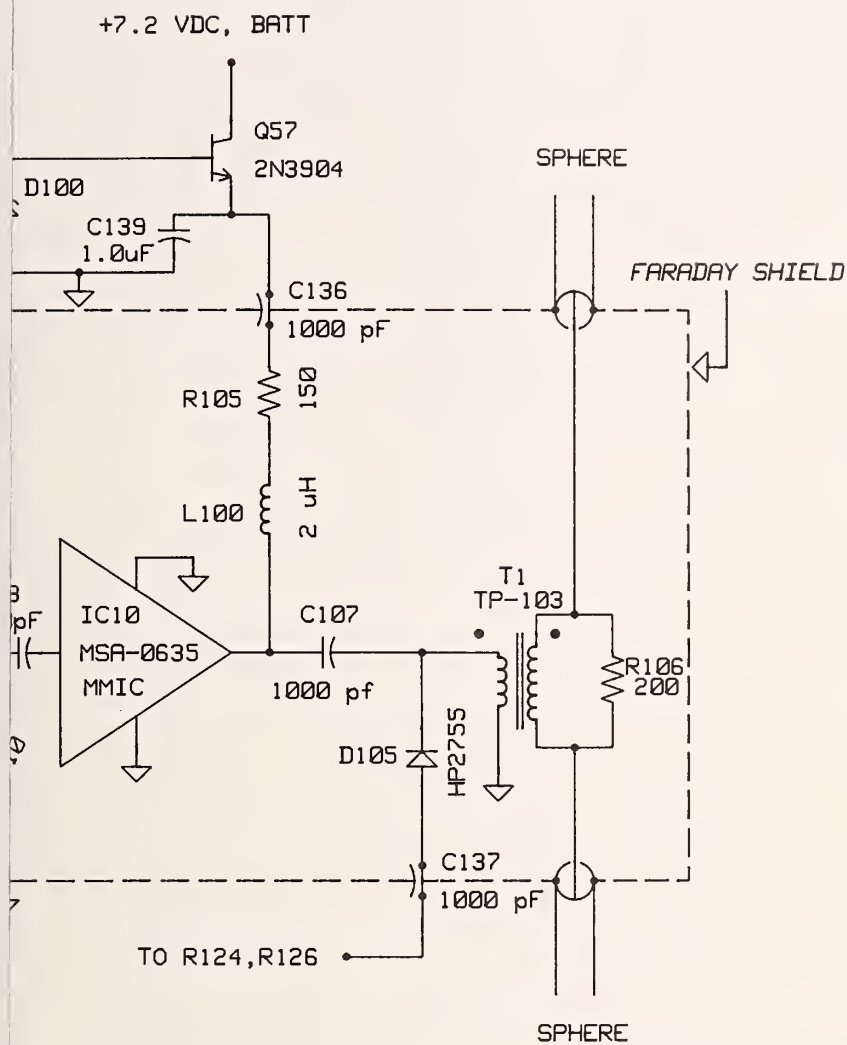 +7.2 VDC, BATT
Q57
2N3904
SPHERE
D100
C139
1.0uF
FARADAY SHIELD
C136
1000 pF
R105
150
L100
2 uH
T1
TP-103
pF
IC10
MSA-0635
MMIC
C107
1000 pf
R106
200
D105
HP2755
C137
1000 pF
TO R124,R126
SPHERE